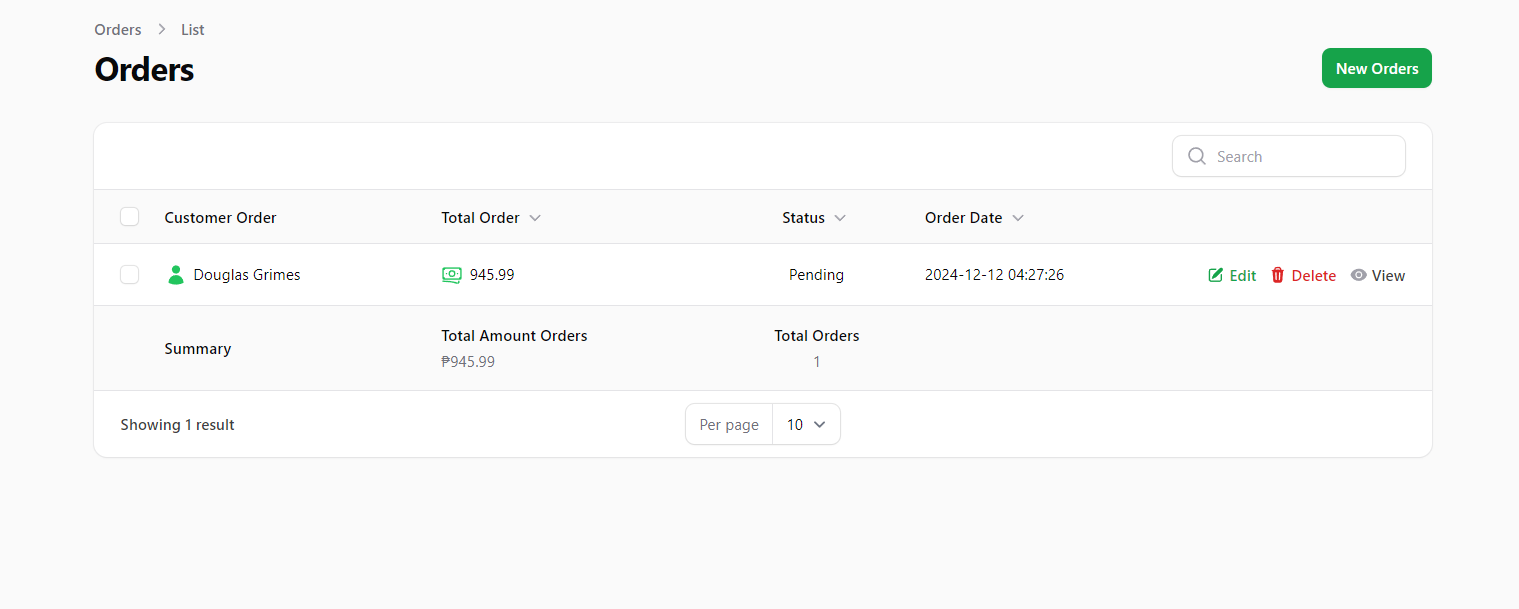 Orders > List
Orders
New Orders
Search
Customer Order Total Order Status Order Date
Douglas Grimes 945.99 Pending 2024-12-12 04:27:26 Edit Delete View
Summary
Total Amount Orders
₱945.99
Total Orders
1
Showing 1 result
Per page 10